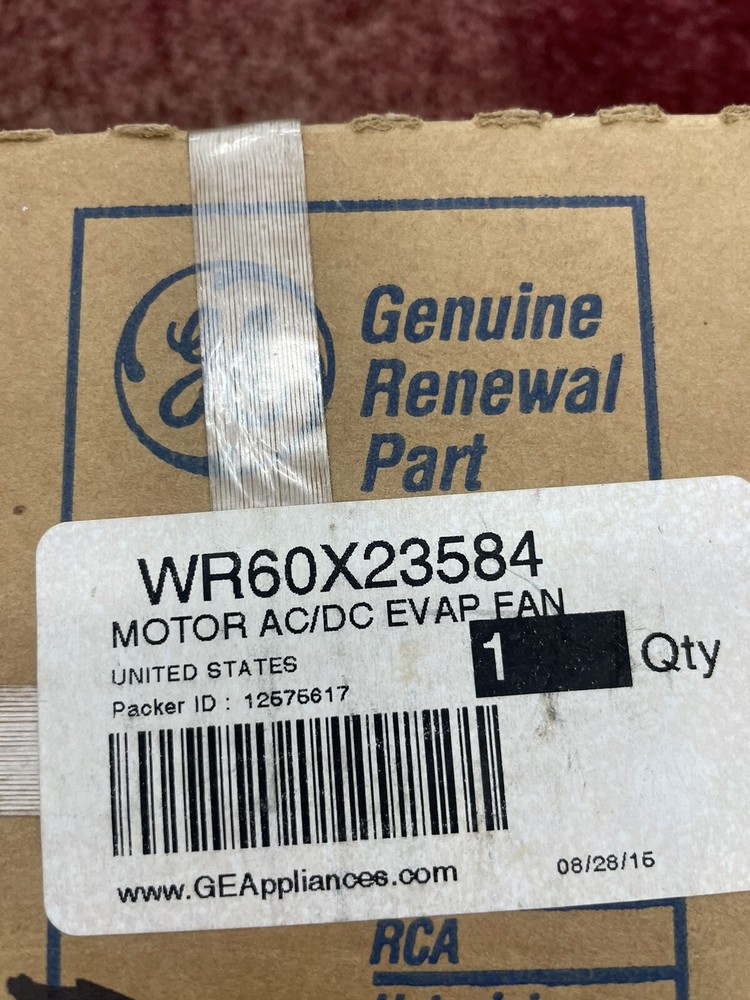 GE
Genuine
Renewal
Part
WR60X23584
MOTOR AC/DC EVAP FAN
1 Qty
UNITED STATES
Packer ID : 12575617
www.GEAppliances.com
08/28/15
RCA